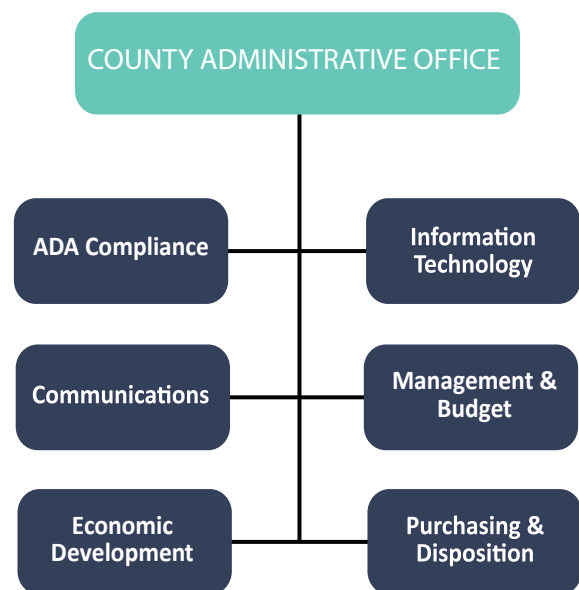 COUNTY ADMINISTRATIVE OFFICE
ADA Compliance
Information
Technology
Communications
Management &
Budget
Economic
Development
Purchasing &
Disposition